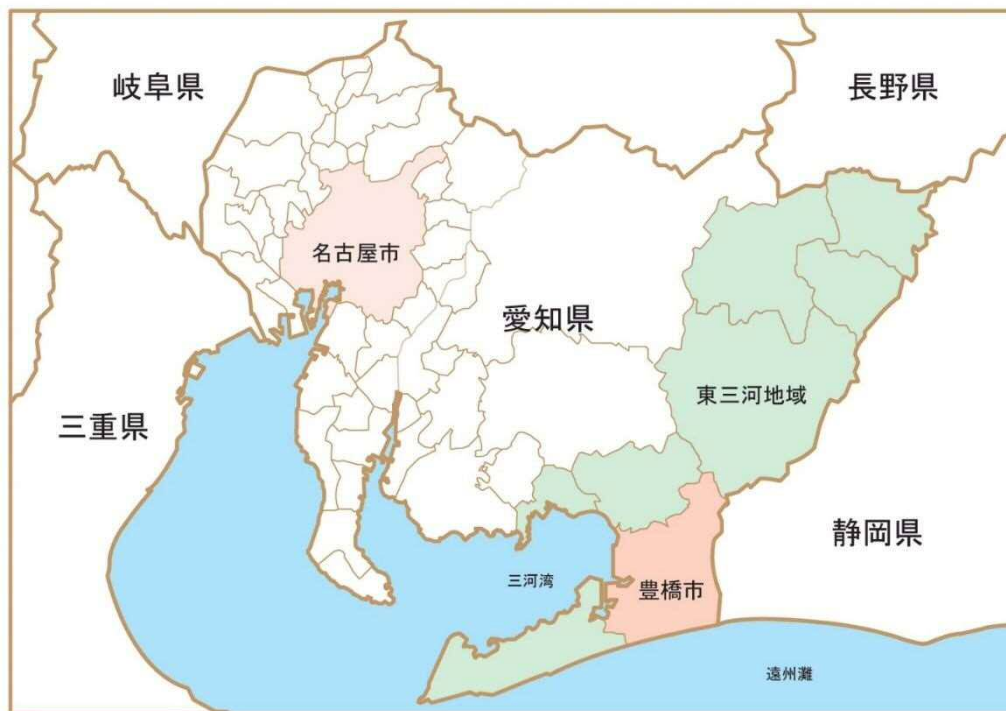 岐阜県
長野県
名古屋市
愛知県
東三河地域
三重県
静岡県
三河湾
豊橋市
遠州灘